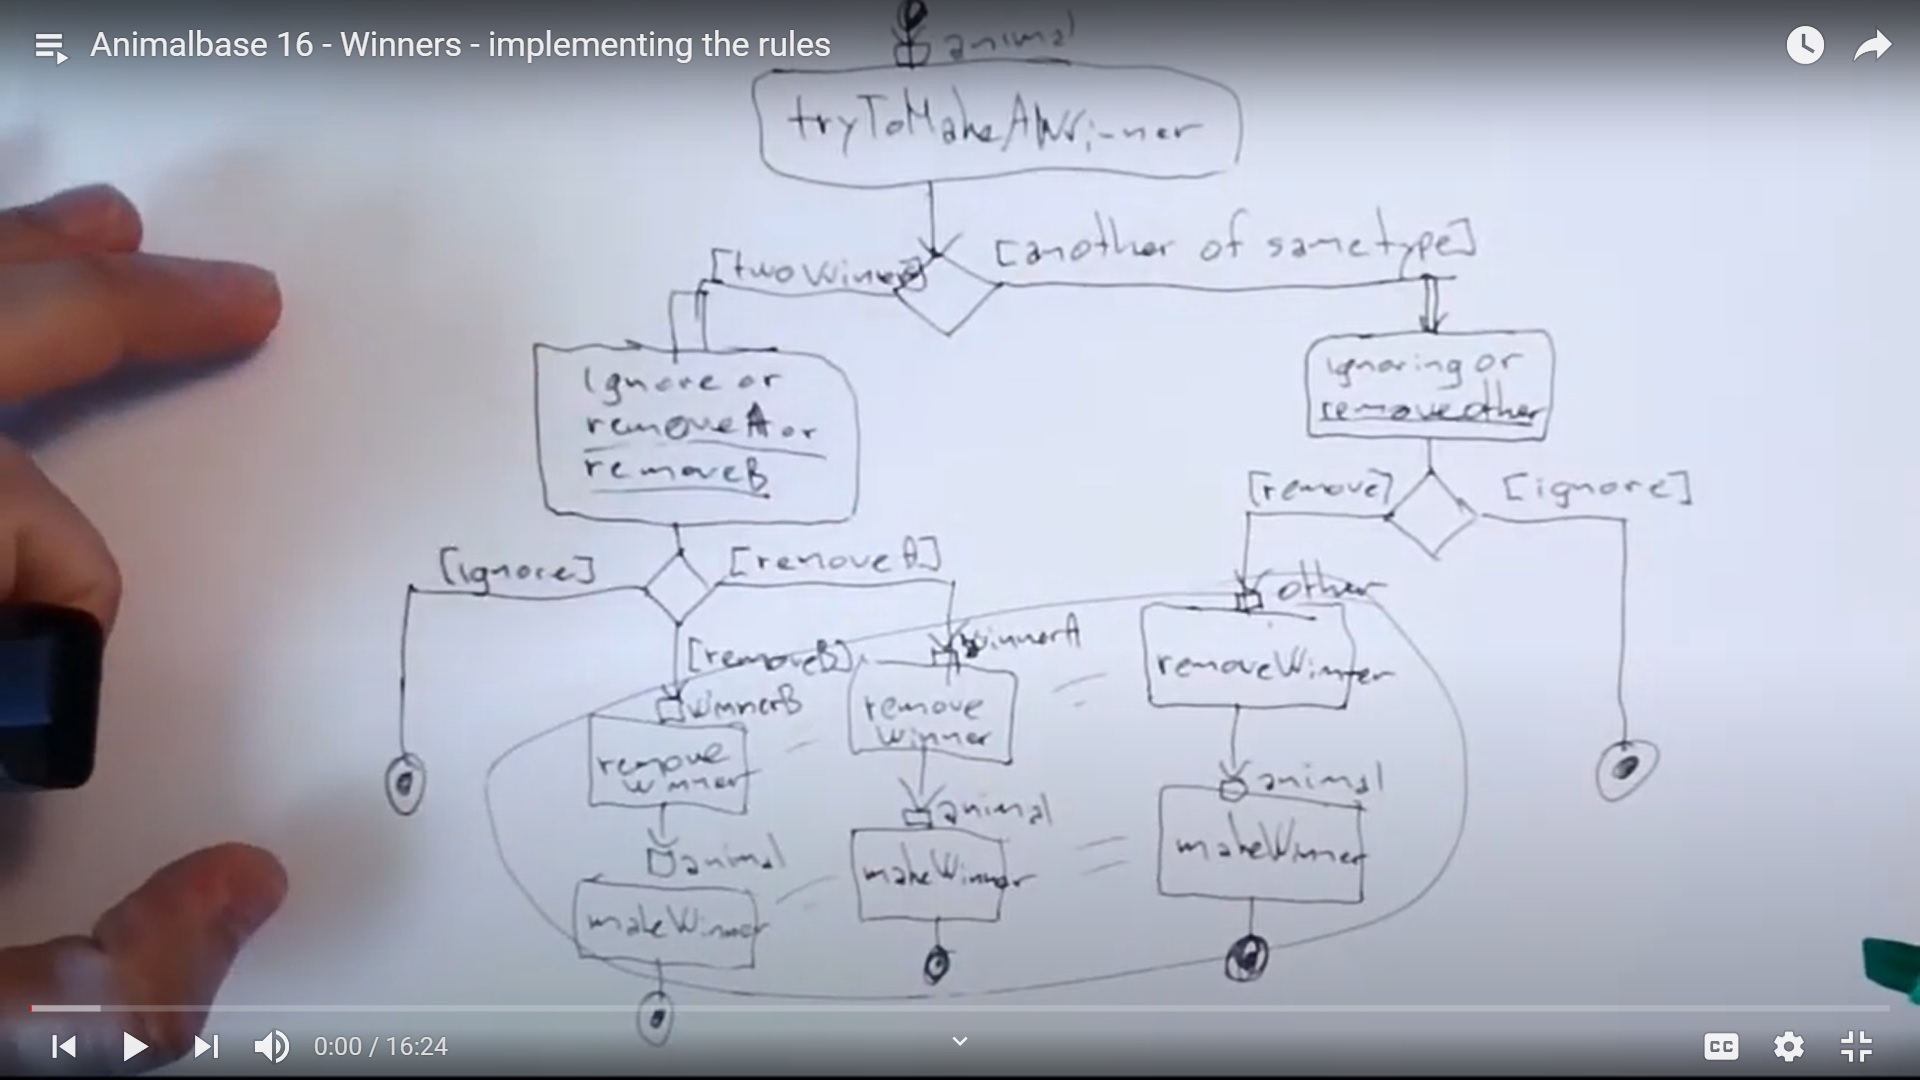 Animalbase 16 - Winners - implementing the rules
animal
tryToMakeAWinner
[twoWinners]
[another of sametype]
Ignore or
removeA or
removeB
ignoring or
removeother
[remove]
[ignore]
[ignore]
[removeA]
other
[removeB]
winnerA
removeWinner
winnerB
remove
winner
remove
winner
animal
animal
animal
makeWinner
makeWinner
makeWinner
0:00 / 16:24
CC